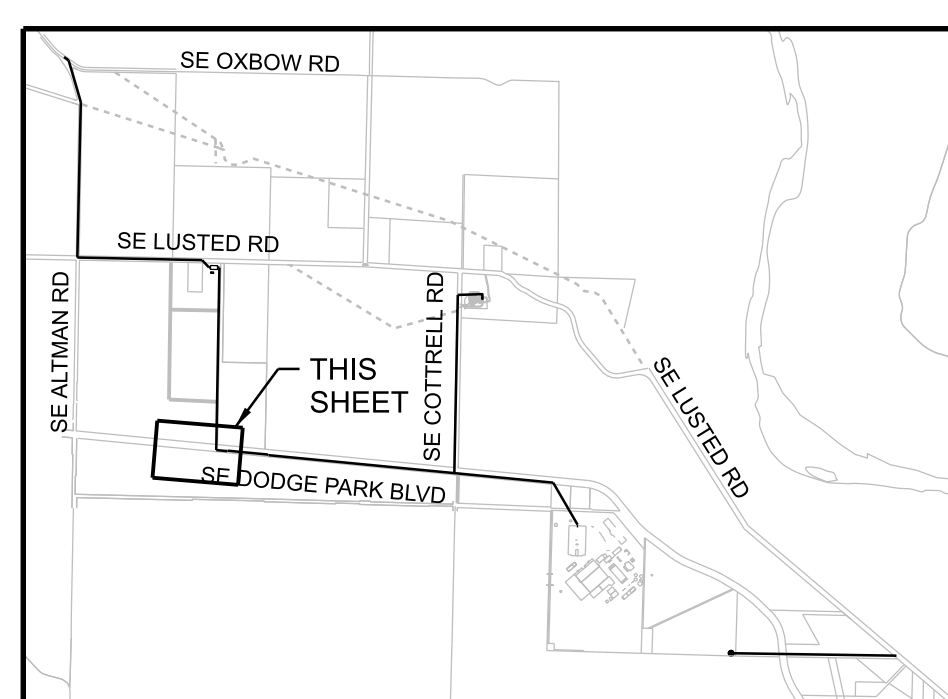 SE OXBOW RD
SE LUSTED RD
SE ALTMAN RD
THIS
SHEET
SE COTTRELL RD
SE LUSTED RD
SE DODGE PARK BLVD